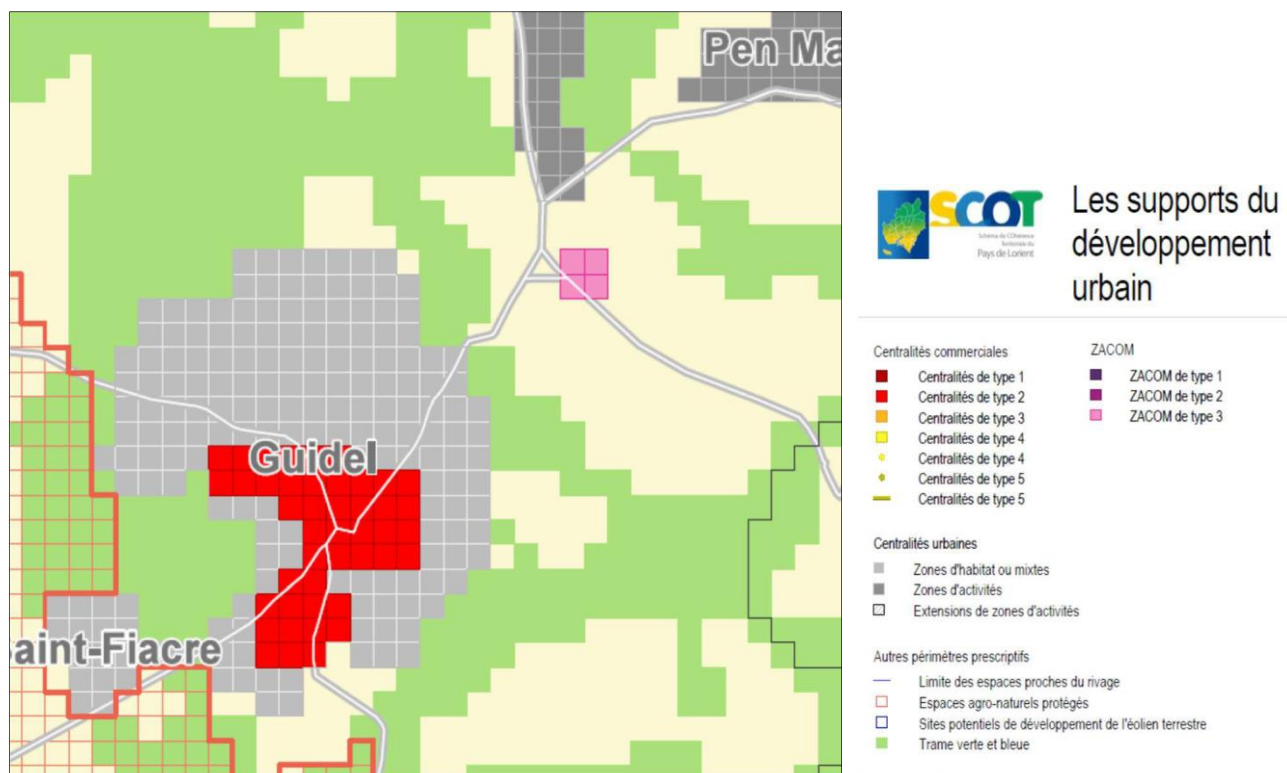 Pen Ma
Guidel
aint-Fiacre
SCOT
Schéma de COhérence
Territoriale du
Pays de Lorient
Les supports du
développement
urbain
Centralités commerciales
Centralités de type 1
Centralités de type 2
Centralités de type 3
Centralités de type 4
Centralités de type 4
Centralités de type 5
Centralités de type 5
ZACOM
ZACOM de type 1
ZACOM de type 2
ZACOM de type 3
Centralités urbaines
Zones d'habitat ou mixtes
Zones d'activités
Extensions de zones d'activités
Autres périmètres prescriptifs
Limite des espaces proches du rivage
Espaces agro-naturels protégés
Sites potentiels de développement de l'éolien terrestre
Trame verte et bleue